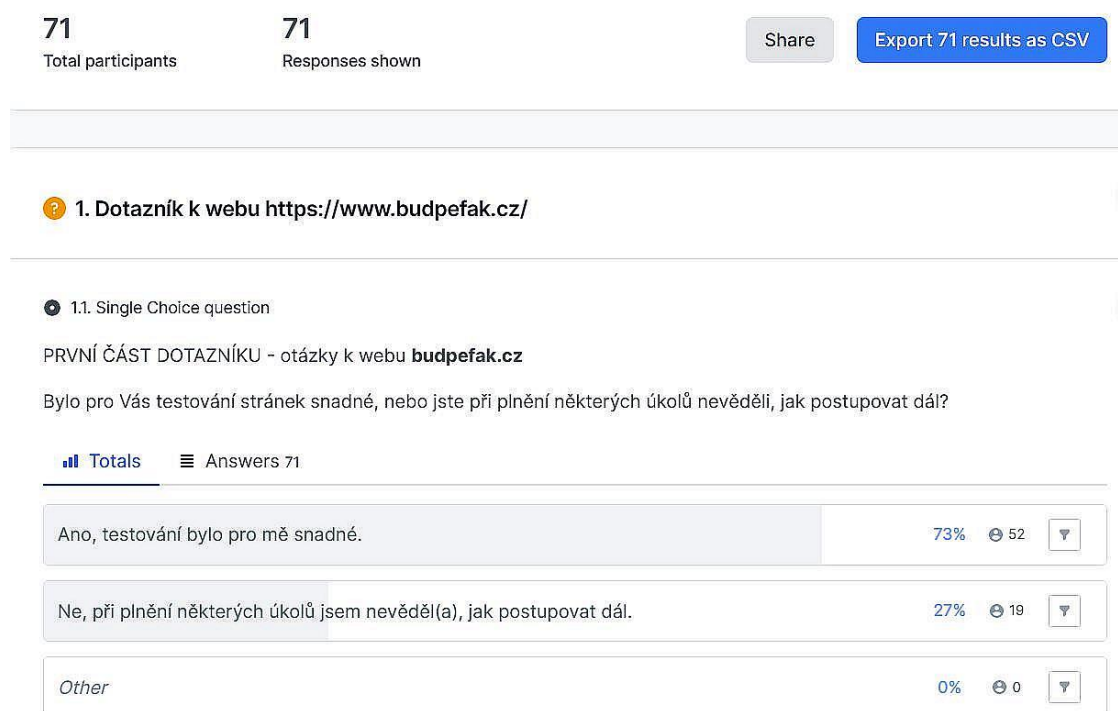 71
Total participants
71
Responses shown
Share
Export 71 results as CSV
1. Dotazník k webu https://www.budpefak.cz/
1.1. Single Choice question
PRVNÍ ČÁST DOTAZNÍKU - otázky k webu budpefak.cz
Bylo pro Vás testování stránek snadné, nebo jste při plnění některých úkolů nevěděli, jak postupovat dál?
Totals
Answers 71
Ano, testování bylo pro mě snadné. 73% 52
Ne, při plnění některých úkolů jsem nevěděl(a), jak postupovat dál. 27% 19
Other 0% 0